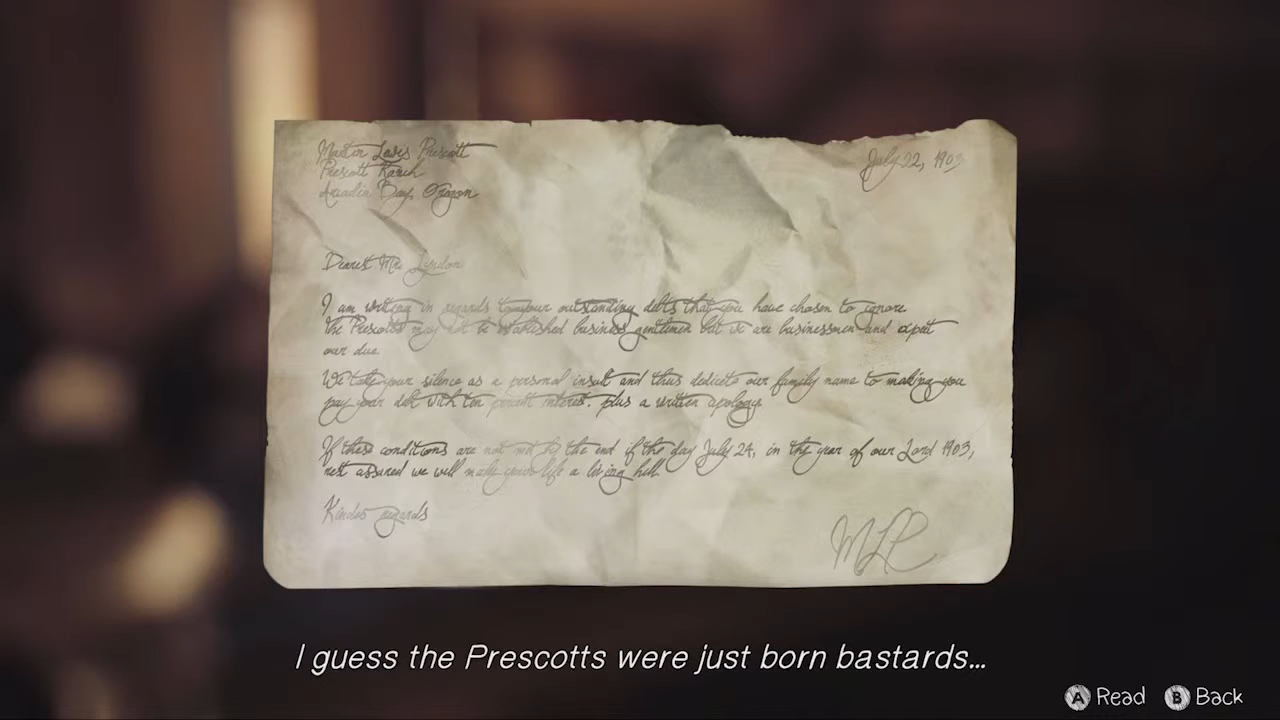 Martin Lewis Prescott
July 22, 1903
Prescott Ranch
Arcadia Bay, Oregon
Dearest Mr. Lyndon
I am writing in regards to your outstanding debts that you have chosen to ignore.
The Prescotts may not be established business gentlemen but we are businessmen and expect
our due.
We take your silence as a personal insult and thus dedicate our family name to making you
pay your debt with ten percent interest. plus a written apology.
If these conditions are not met by the end if the day July 24, in the year of our Lord 1903,
rest assured we will make your life a living hell.
Kindes regards
MLP
I guess the Prescotts were just born bastards...
A Read B Back